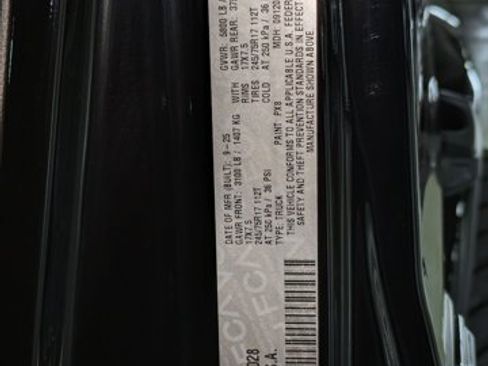 DATE OF MFR (BUILT): 9-25 GVWR: 5800 LB
GAWR FRONT: 3100 LB / 1407 KG WITH GAWR REAR:
17X7.5 RIMS 17X7.5
245/75R17 112T TIRES 245/75R17 112T
AT 250 kPa / 36 PSI COLD AT 250 kPa / 36
TYPE: TRUCK PAINT: PX8 MDH: 09120
THIS VEHICLE CONFORMS TO ALL APPLICABLE U.S.A. FEDER
SAFETY AND THEFT PREVENTION STANDARDS IN EFFECT
MANUFACTURE SHOWN ABOVE
028
S.A.